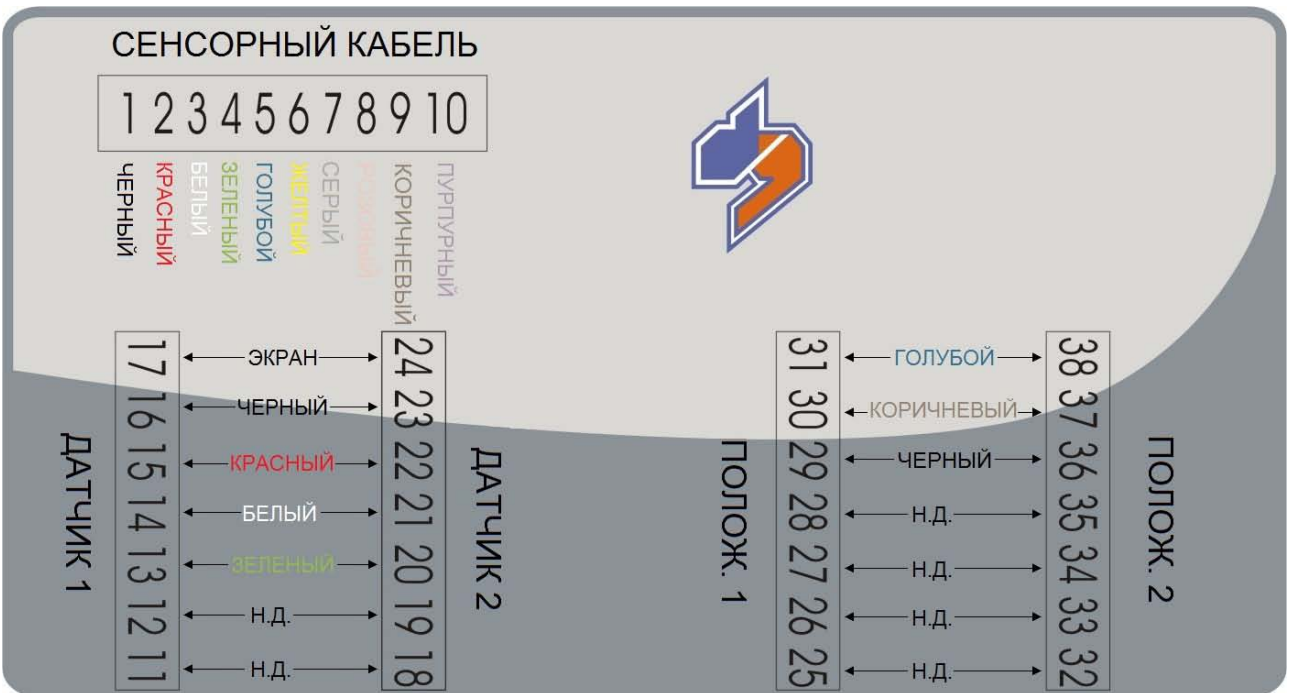 СЕНСОРНЫЙ КАБЕЛЬ
1 2 3 4 5 6 7 8 9 10
ЧЕРНЫЙ
КРАСНЫЙ
БЕЛЫЙ
ЗЕЛЕНЫЙ
ГОЛУБОЙ
ЖЕЛТЫЙ
СЕРЫЙ
РОЗОВЫЙ
КОРИЧНЕВЫЙ
ПУРПУРНЫЙ
ДАТЧИК 1
17 ЭКРАН 24
16 ЧЕРНЫЙ 23
15 КРАСНЫЙ 22
14 БЕЛЫЙ 21
13 ЗЕЛЕНЫЙ 20
12 Н.Д. 19
11 Н.Д. 18
ДАТЧИК 2
ПОЛОЖ. 1
31 ГОЛУБОЙ 38
30 КОРИЧНЕВЫЙ 37
29 ЧЕРНЫЙ 36
28 Н.Д. 35
27 Н.Д. 34
26 Н.Д. 33
25 Н.Д. 32
ПОЛОЖ. 2